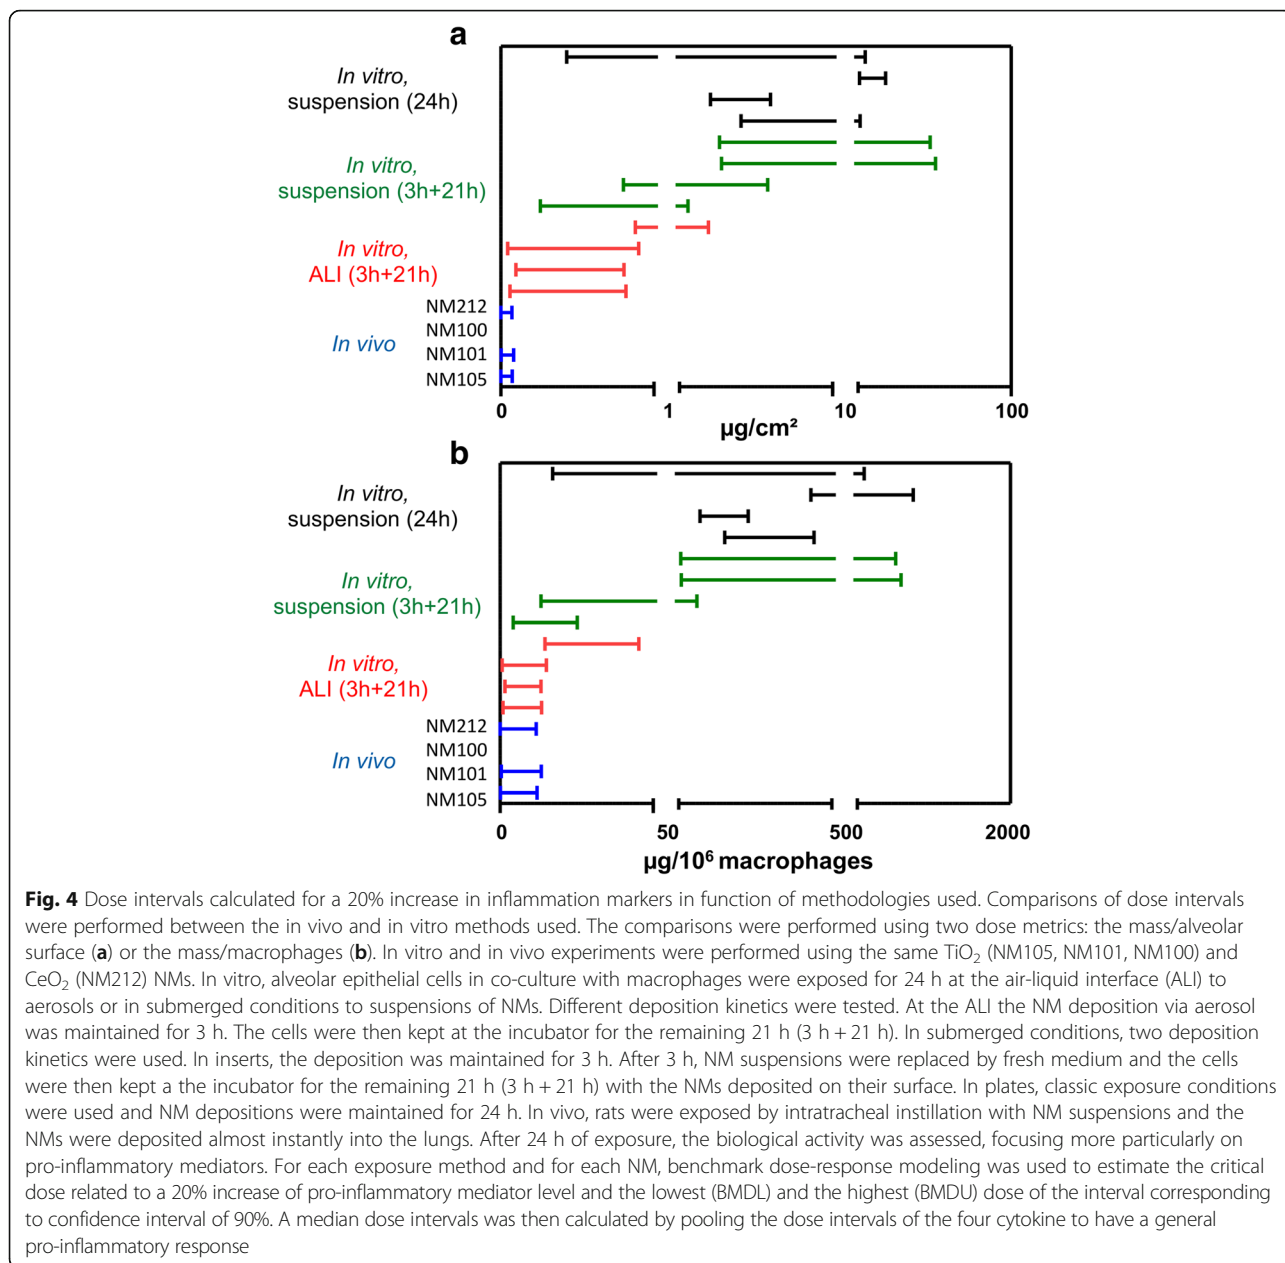 a
In vitro,
suspension (24h)
In vitro,
suspension (3h+21h)
In vitro,
ALI (3h+21h)
NM212
NM100
In vivo
NM101
NM105
0 1 10 100
µg/cm²
b
In vitro,
suspension (24h)
In vitro,
suspension (3h+21h)
In vitro,
ALI (3h+21h)
NM212
NM100
In vivo
NM101
NM105
0 50 500 2000
µg/10⁶ macrophages
Fig. 4 Dose intervals calculated for a 20% increase in inflammation markers in function of methodologies used. Comparisons of dose intervals
were performed between the in vivo and in vitro methods used. The comparisons were performed using two dose metrics: the mass/alveolar
surface (a) or the mass/macrophages (b). In vitro and in vivo experiments were performed using the same TiO₂ (NM105, NM101, NM100) and
CeO₂ (NM212) NMs. In vitro, alveolar epithelial cells in co-culture with macrophages were exposed for 24 h at the air-liquid interface (ALI) to
aerosols or in submerged conditions to suspensions of NMs. Different deposition kinetics were tested. At the ALI the NM deposition via aerosol
was maintained for 3 h. The cells were then kept at the incubator for the remaining 21 h (3 h + 21 h). In submerged conditions, two deposition
kinetics were used. In inserts, the deposition was maintained for 3 h. After 3 h, NM suspensions were replaced by fresh medium and the cells
were then kept a the incubator for the remaining 21 h (3 h + 21 h) with the NMs deposited on their surface. In plates, classic exposure conditions
were used and NM depositions were maintained for 24 h. In vivo, rats were exposed by intratracheal instillation with NM suspensions and the
NMs were deposited almost instantly into the lungs. After 24 h of exposure, the biological activity was assessed, focusing more particularly on
pro-inflammatory mediators. For each exposure method and for each NM, benchmark dose-response modeling was used to estimate the critical
dose related to a 20% increase of pro-inflammatory mediator level and the lowest (BMDL) and the highest (BMDU) dose of the interval corresponding
to confidence interval of 90%. A median dose intervals was then calculated by pooling the dose intervals of the four cytokine to have a general
pro-inflammatory response